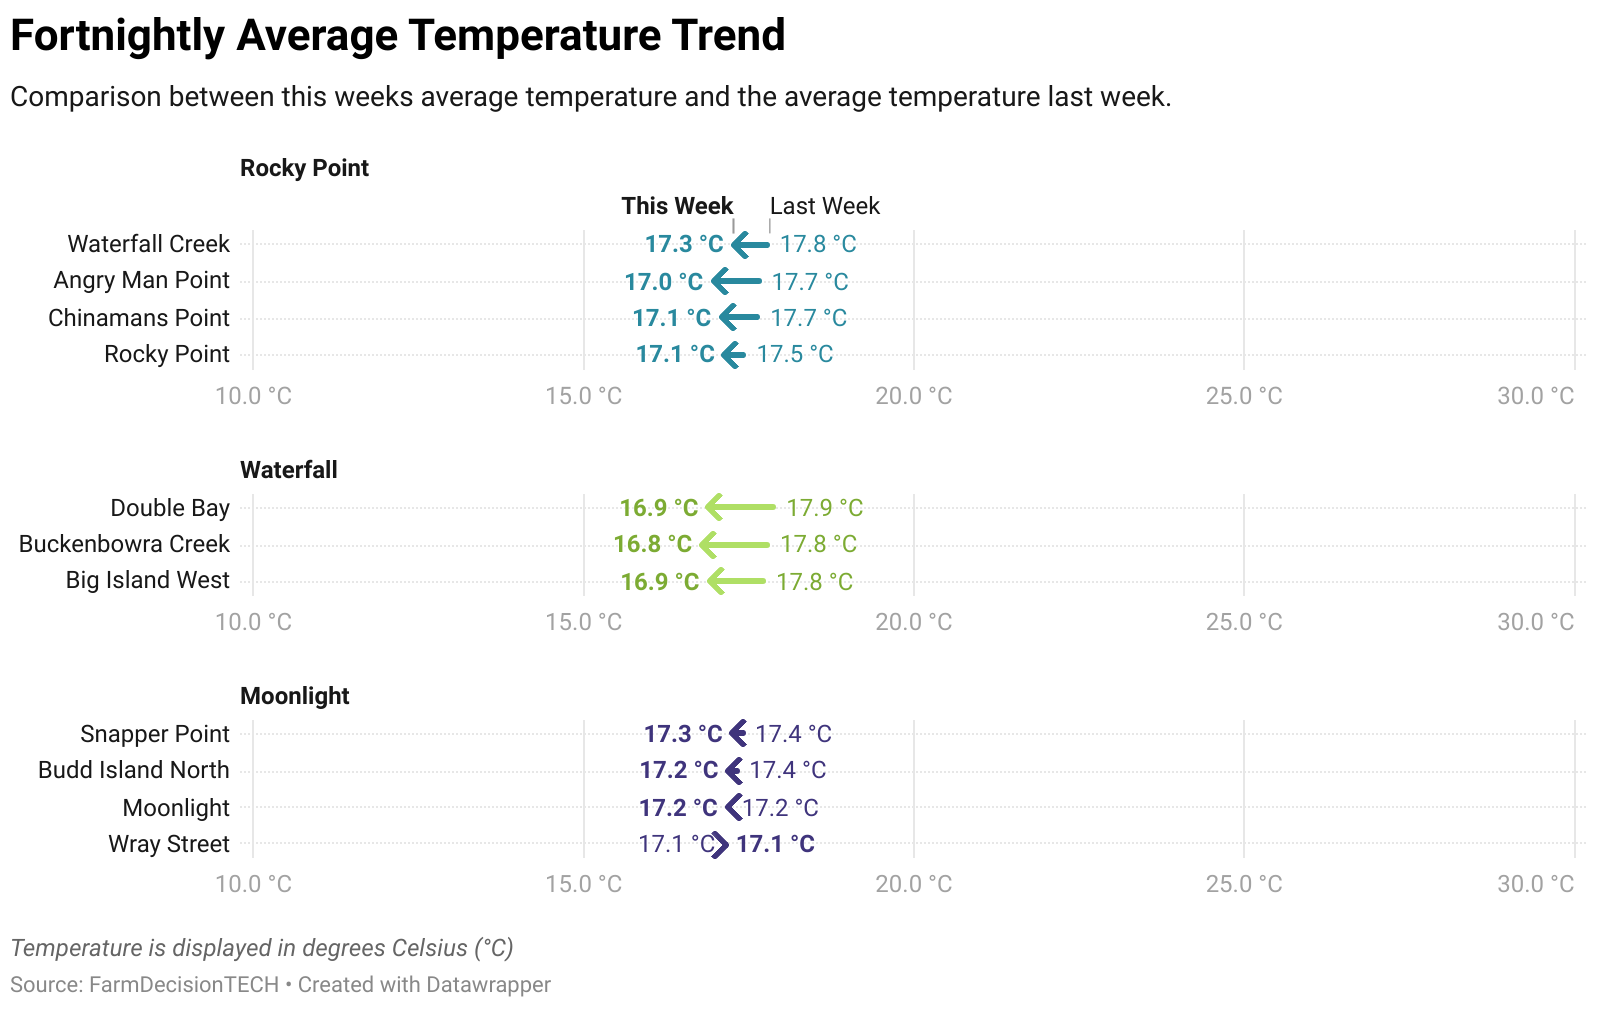 Fortnightly Average Temperature Trend
Comparison between this weeks average temperature and the average temperature last week.
Rocky Point
This Week Last Week
Waterfall Creek 17.3 °C 17.8 °C
Angry Man Point 17.0 °C 17.7 °C
Chinamans Point 17.1 °C 17.7 °C
Rocky Point 17.1 °C 17.5 °C
10.0 °C 15.0 °C 20.0 °C 25.0 °C 30.0 °C
Waterfall
Double Bay 16.9 °C 17.9 °C
Buckenbowra Creek 16.8 °C 17.8 °C
Big Island West 16.9 °C 17.8 °C
10.0 °C 15.0 °C 20.0 °C 25.0 °C 30.0 °C
Moonlight
Snapper Point 17.3 °C 17.4 °C
Budd Island North 17.2 °C 17.4 °C
Moonlight 17.2 °C 17.2 °C
Wray Street 17.1 °C 17.1 °C
10.0 °C 15.0 °C 20.0 °C 25.0 °C 30.0 °C
Temperature is displayed in degrees Celsius (°C)
Source: FarmDecisionTECH • Created with Datawrapper